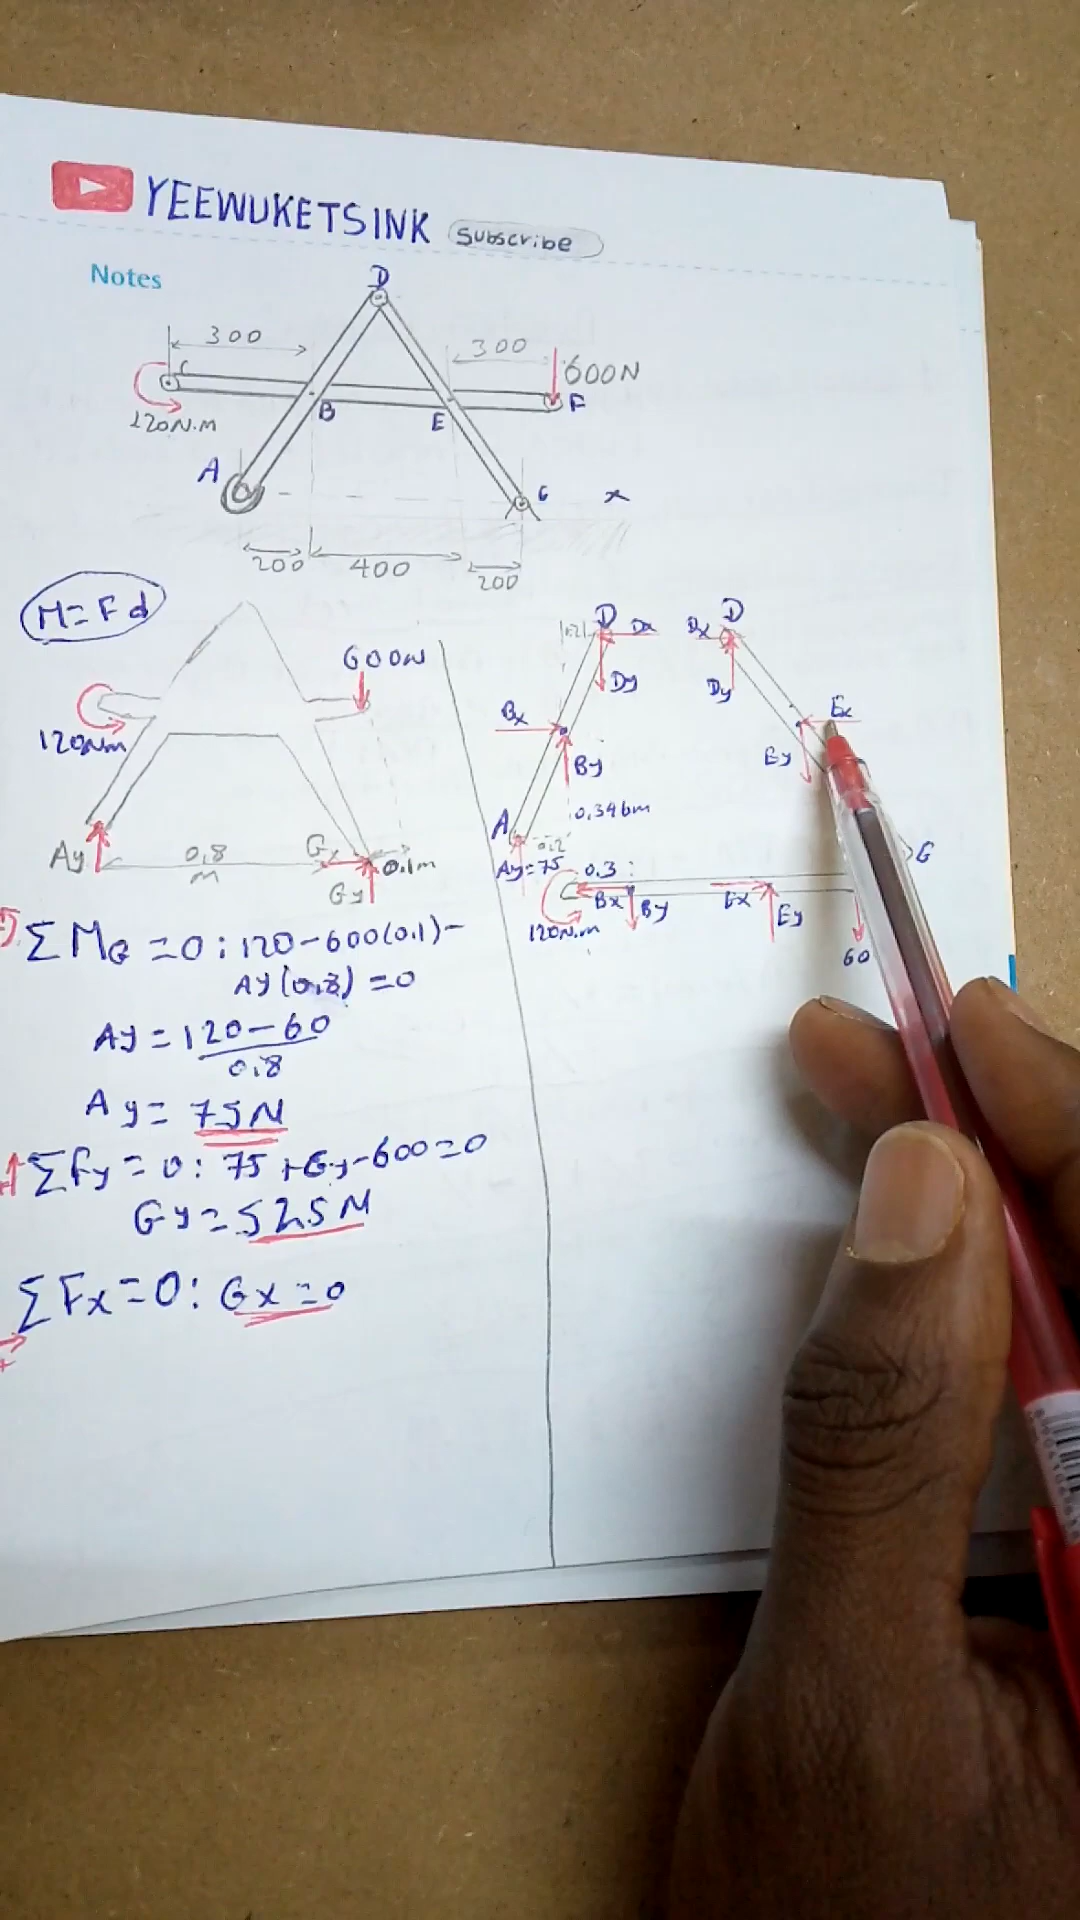 YEEWUKETSINK
Subscribe
Notes
D
300
300
600N
C
120N.M
B
E
F
A
G
x
200
400
200
M=Fd
600N
120Nm
Ay
0,8
m
Gx
0.1m
Gy
ΣMG=0:120-600(0,1)-
Ay(0,8)=0
Ay=120-60
0,8
Ay=75N
+↑ΣFy=0:75+Gy-600=0
Gy=525N
ΣFx=0:Gx=0
→+
D
Dx
Dy
Bx
By
0,346m
A
0,2
Ay=75
Dx
D
Dy
Ex
Ey
G
0.3
120N.m
Bx
By
Ex
Ey
60